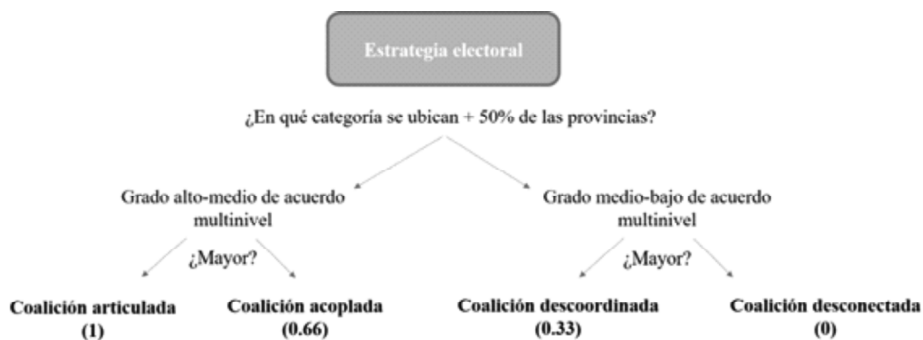 Estrategia electoral
¿En qué categoría se ubican + 50% de las provincias?
Grado alto-medio de acuerdo
multinivel
Grado medio-bajo de acuerdo
multinivel
¿Mayor?
¿Mayor?
Coalición articulada
(1)
Coalición acoplada
(0.66)
Coalición descoordinada
(0.33)
Coalición desconectada
(0)